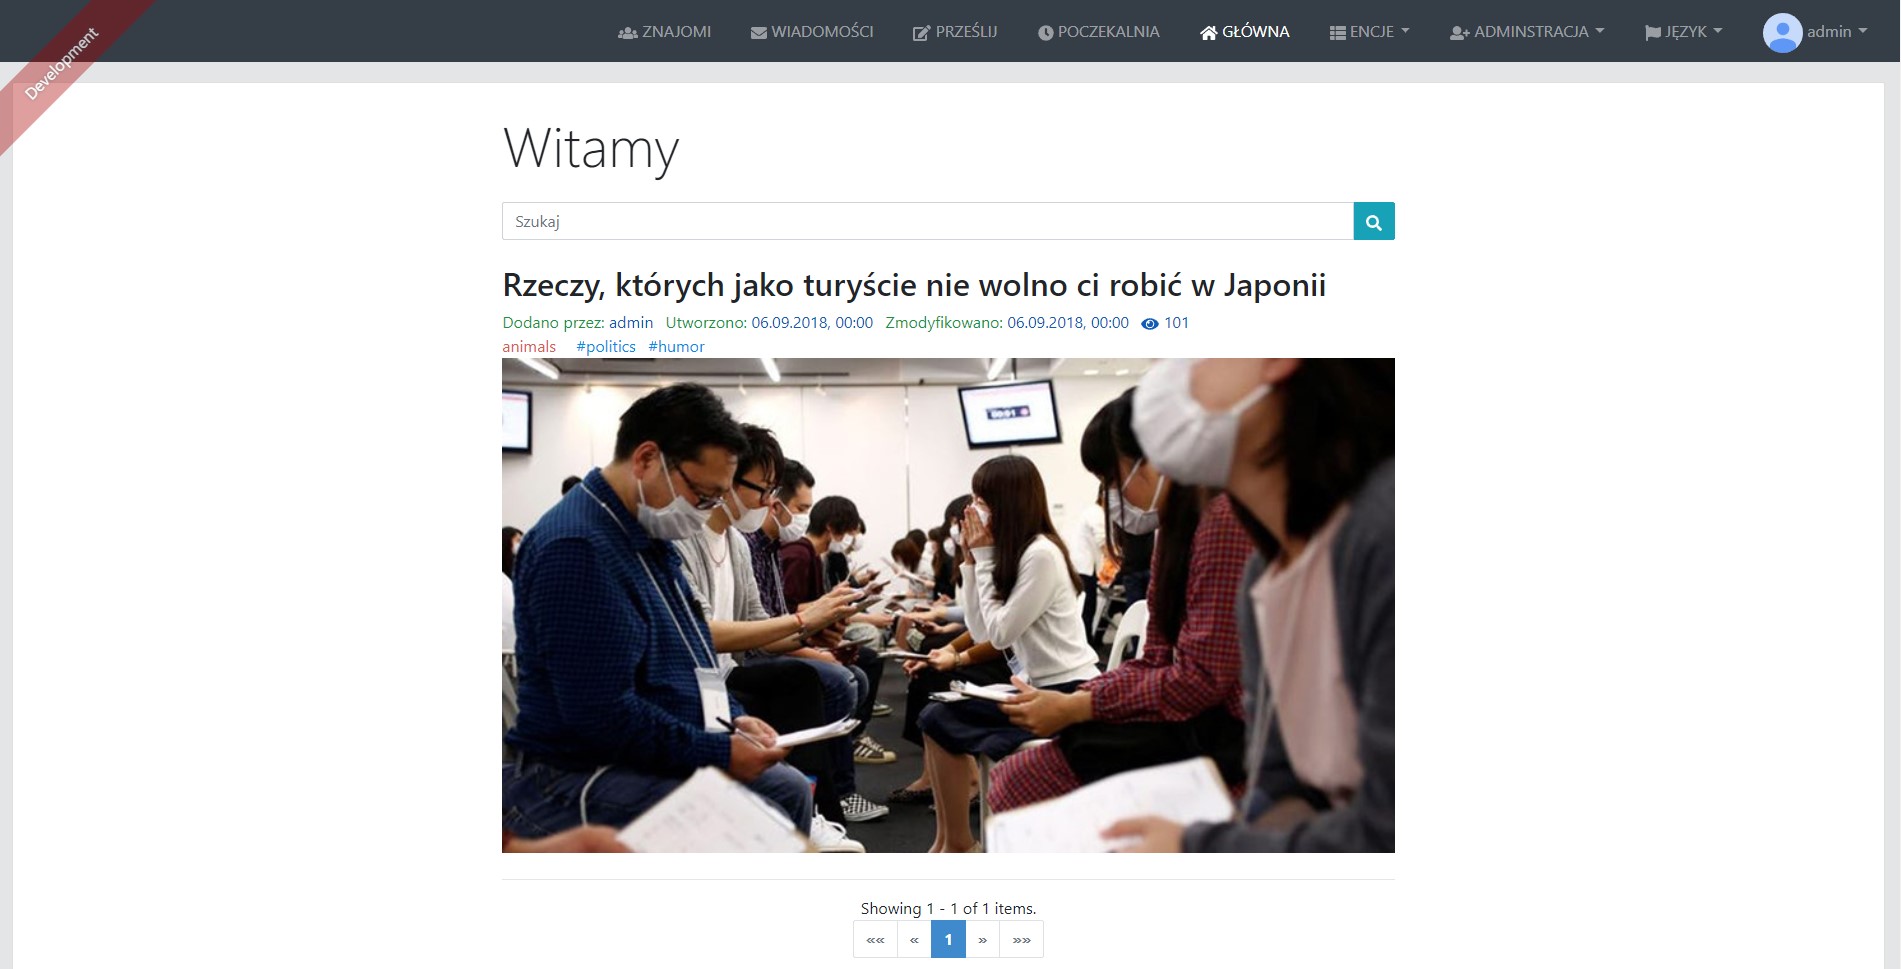 Development
ZNAJOMI WIADOMOŚCI PRZEŚLIJ POCZEKALNIA GŁÓWNA ENCJE ADMINSTRACJA JĘZYK admin
Witamy
Szukaj
Rzeczy, których jako turyście nie wolno ci robić w Japonii
Dodano przez: admin Utworzono: 06.09.2018, 00:00 Zmodyfikowano: 06.09.2018, 00:00 101
animals #politics #humor
Showing 1 - 1 of 1 items.
«« « 1 » »»